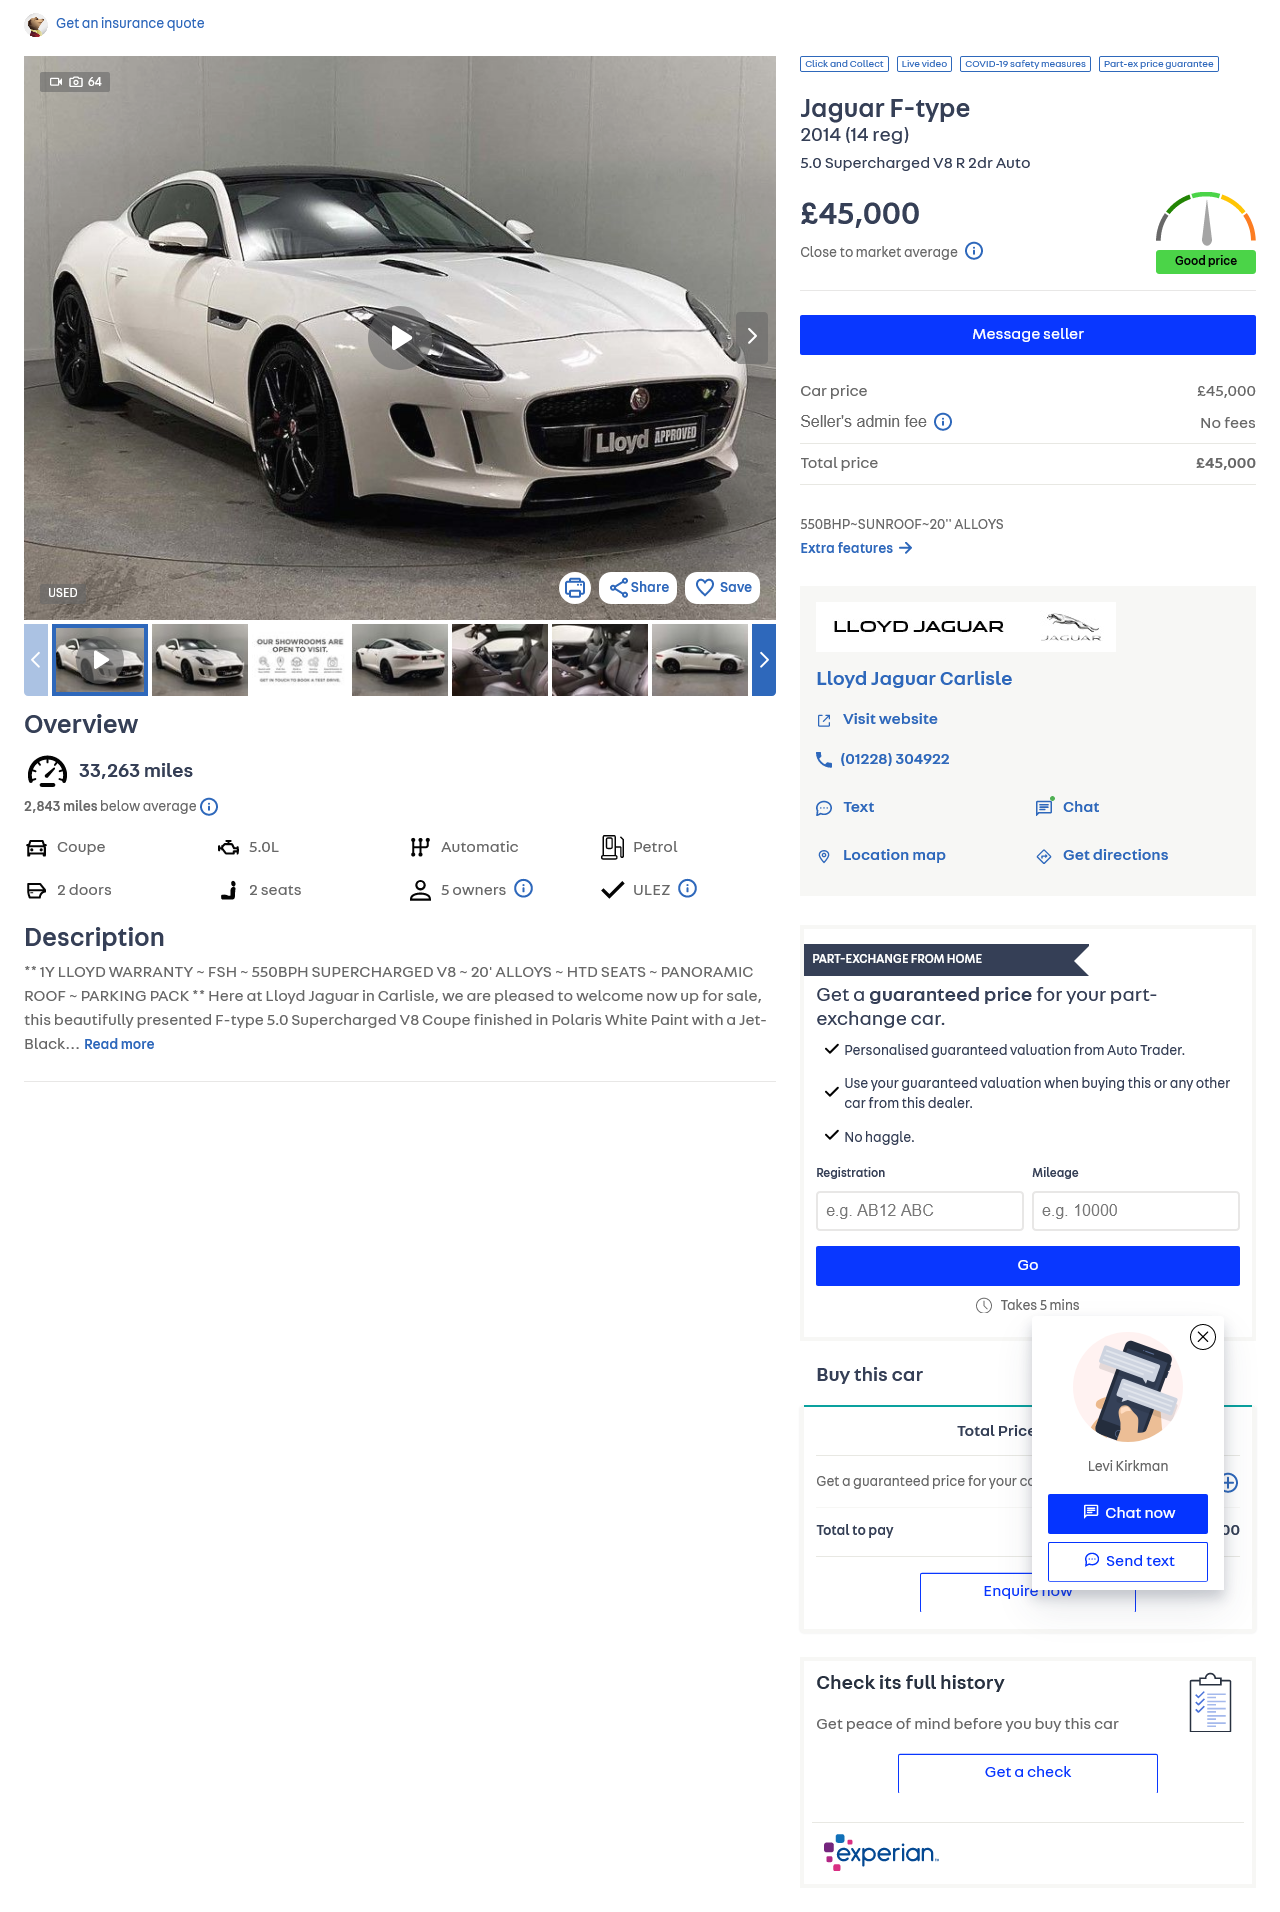 Get an insurance quote
64
Lloyd APPROVED
USED
Share
Save
OUR SHOWROOMS ARE
OPEN TO VISIT.
GET IN TOUCH TO BOOK A TEST DRIVE.
Overview
33,263 miles
2,843 miles below average
Coupe
5.0L
Automatic
Petrol
2 doors
2 seats
5 owners
ULEZ
Description
** 1Y LLOYD WARRANTY ~ FSH ~ 550BPH SUPERCHARGED V8 ~ 20' ALLOYS ~ HTD SEATS ~ PANORAMIC
ROOF ~ PARKING PACK ** Here at Lloyd Jaguar in Carlisle, we are pleased to welcome now up for sale,
this beautifully presented F-type 5.0 Supercharged V8 Coupe finished in Polaris White Paint with a Jet-
Black... Read more
Click and Collect
Live video
COVID-19 safety measures
Part-ex price guarantee
Jaguar F-type
2014 (14 reg)
5.0 Supercharged V8 R 2dr Auto
£45,000
Close to market average
Good price
Message seller
Car price £45,000
Seller's admin fee No fees
Total price £45,000
550BHP~SUNROOF~20'' ALLOYS
Extra features
LLOYD JAGUAR
JAGUAR
Lloyd Jaguar Carlisle
Visit website
(01228) 304922
Text
Chat
Location map
Get directions
PART-EXCHANGE FROM HOME
Get a guaranteed price for your part-
exchange car.
Personalised guaranteed valuation from Auto Trader.
Use your guaranteed valuation when buying this or any other
car from this dealer.
No haggle.
Registration
Mileage
e.g. AB12 ABC
e.g. 10000
Go
Takes 5 mins
Buy this car
Total Price
Get a guaranteed price for your
Total to pay
00
Enquire now
Levi Kirkman
Chat now
Send text
Check its full history
Get peace of mind before you buy this car
Get a check
experian